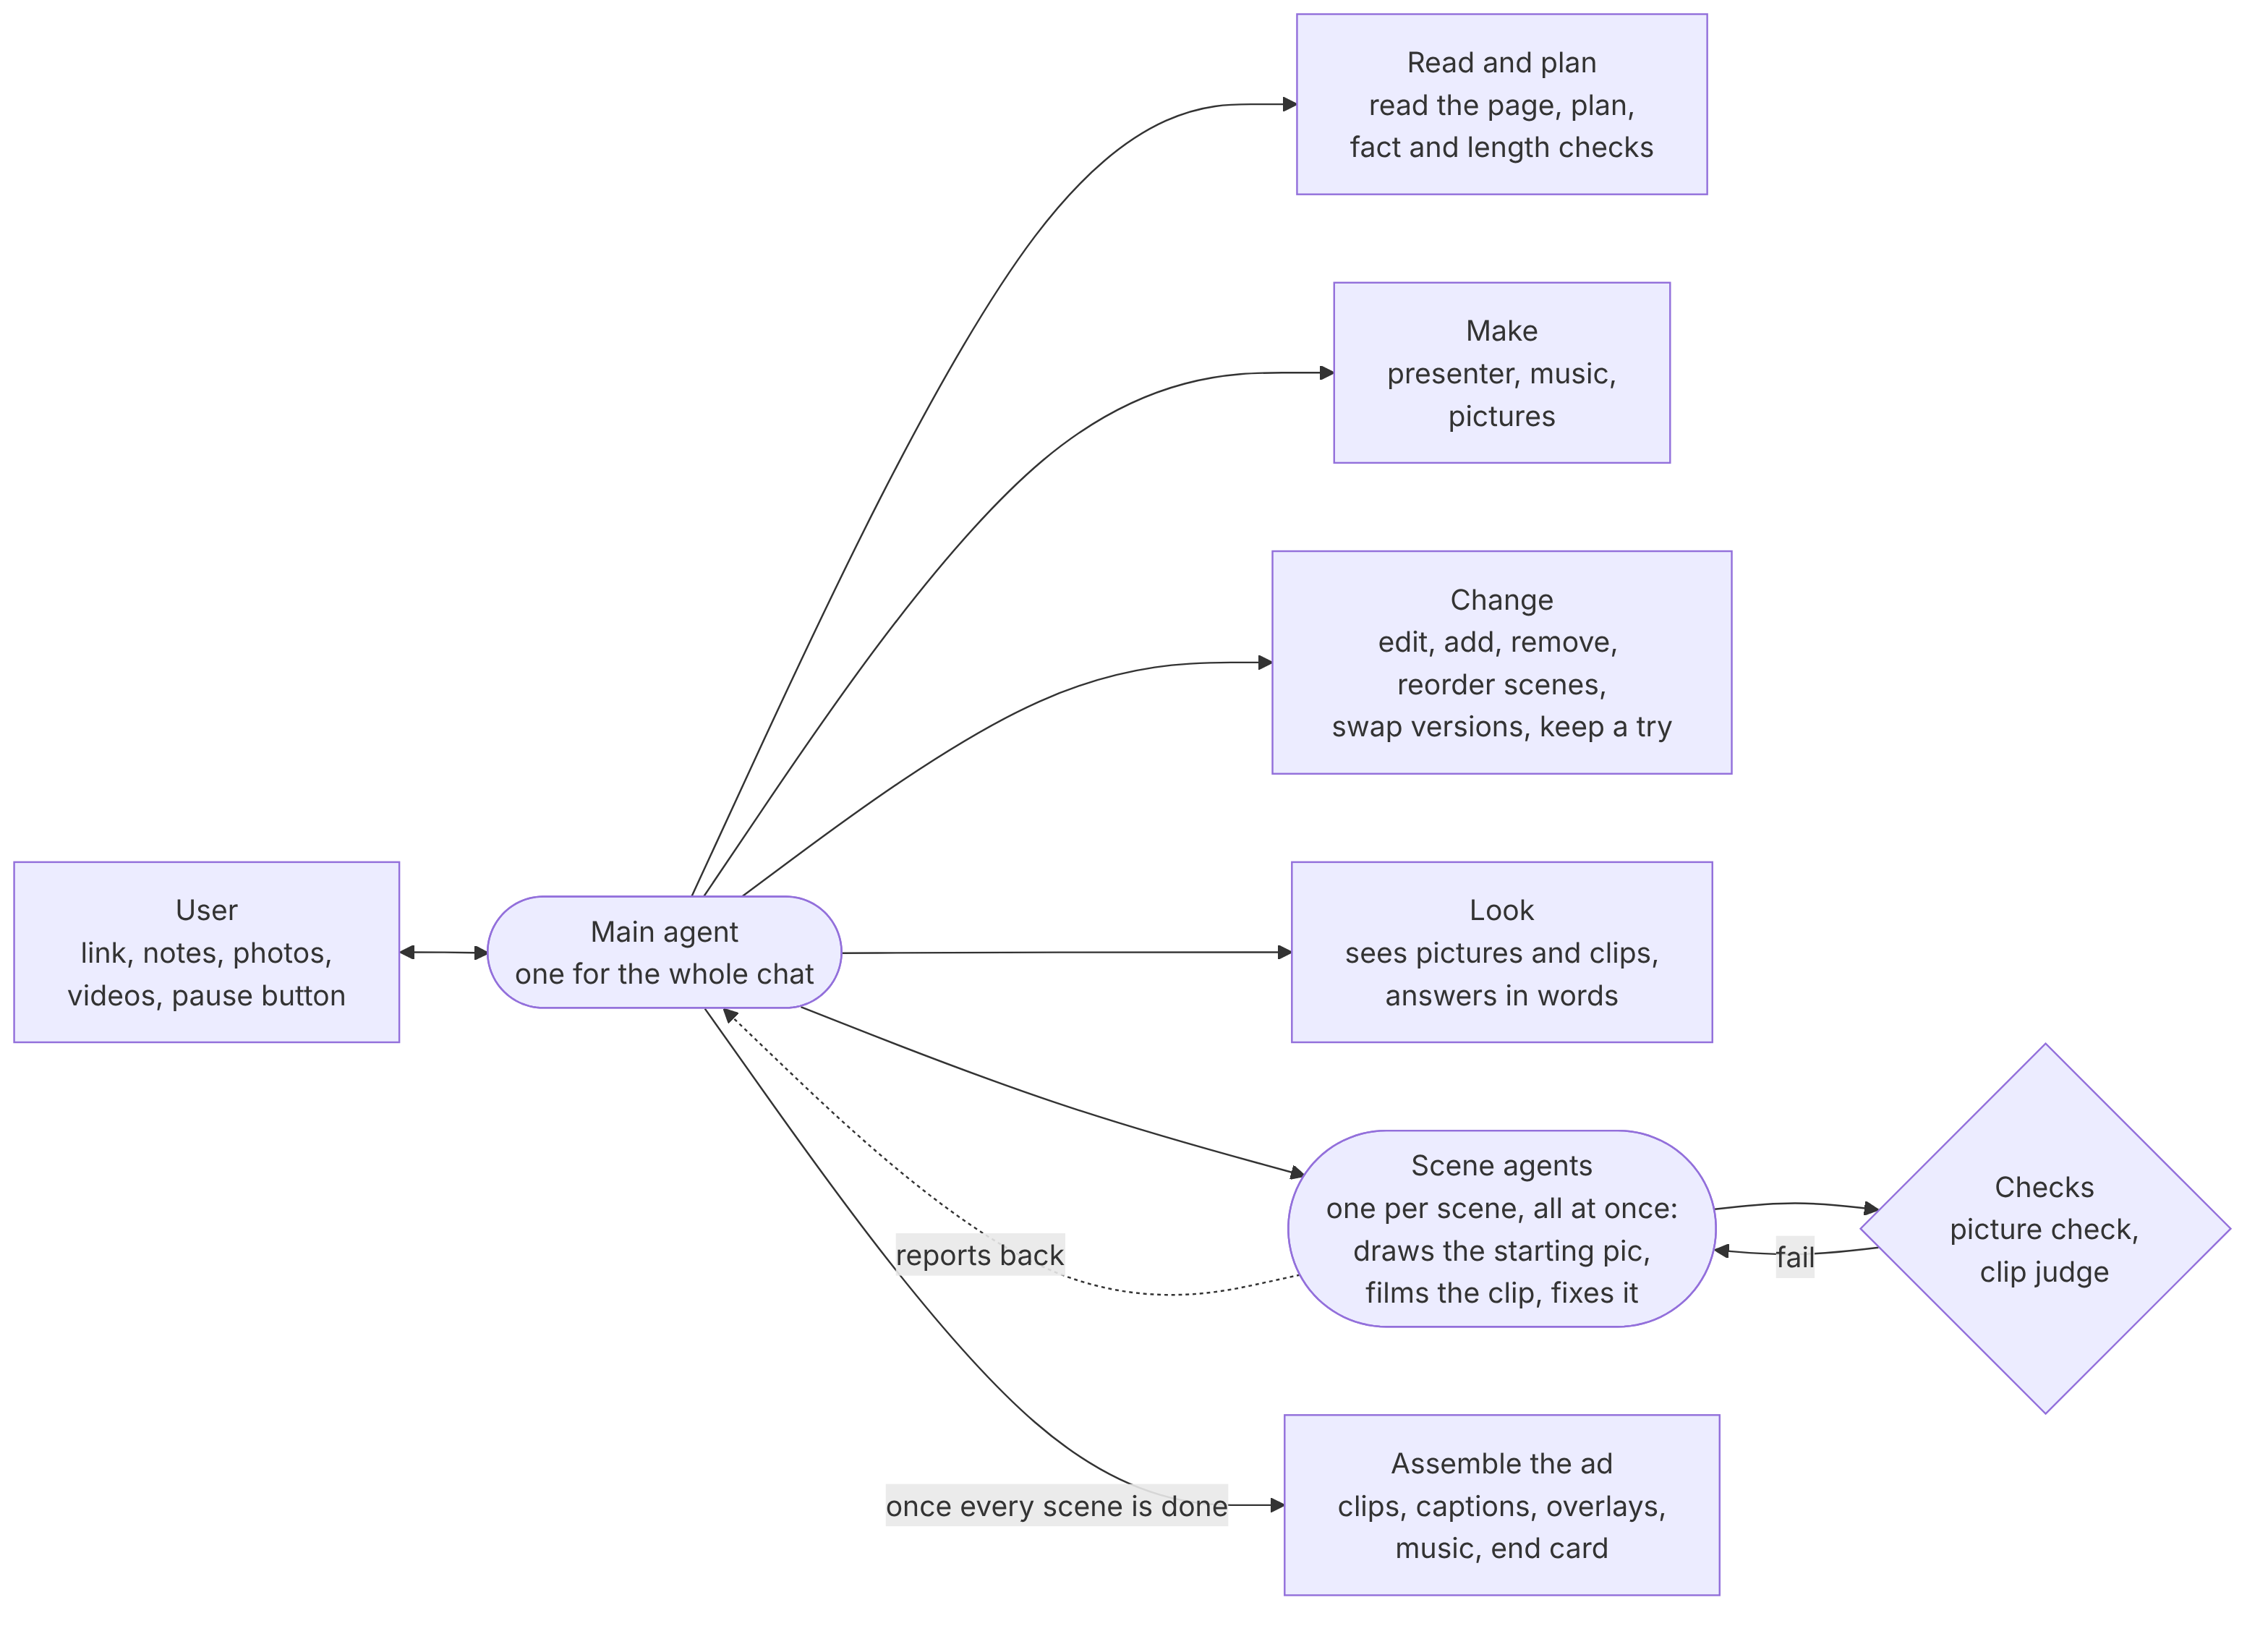 Read and plan
read the page, plan,
fact and length checks
Make
presenter, music,
pictures
Change
edit, add, remove,
reorder scenes,
swap versions, keep a try
User
link, notes, photos,
videos, pause button
Main agent
one for the whole chat
Look
sees pictures and clips,
answers in words
Scene agents
one per scene, all at once:
draws the starting pic,
films the clip, fixes it
Checks
picture check,
clip judge
fail
reports back
once every scene is done
Assemble the ad
clips, captions, overlays,
music, end card